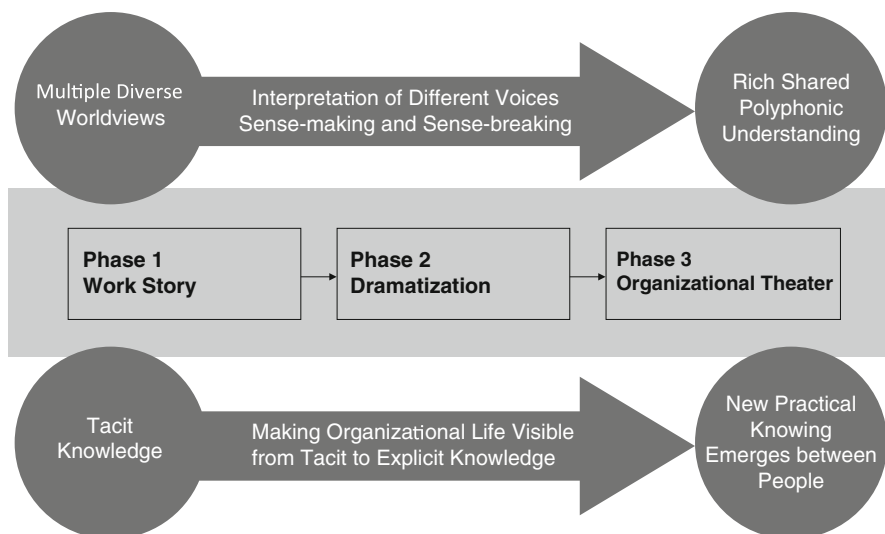 Multiple Diverse
Worldviews
Interpretation of Different Voices
Sense-making and Sense-breaking
Rich Shared
Polyphonic
Understanding
Phase 1
Work Story
Phase 2
Dramatization
Phase 3
Organizational Theater
Tacit
Knowledge
Making Organizational Life Visible
from Tacit to Explicit Knowledge
New Practical
Knowing
Emerges between
People